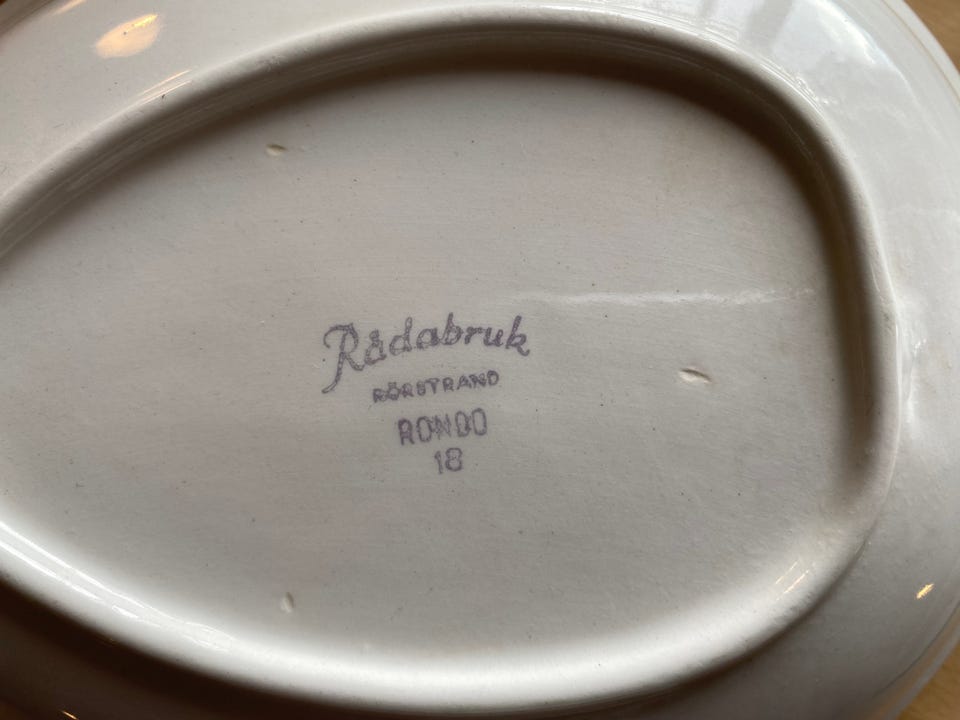 Rådabruk
RÖRSTRAND
RONDO
18